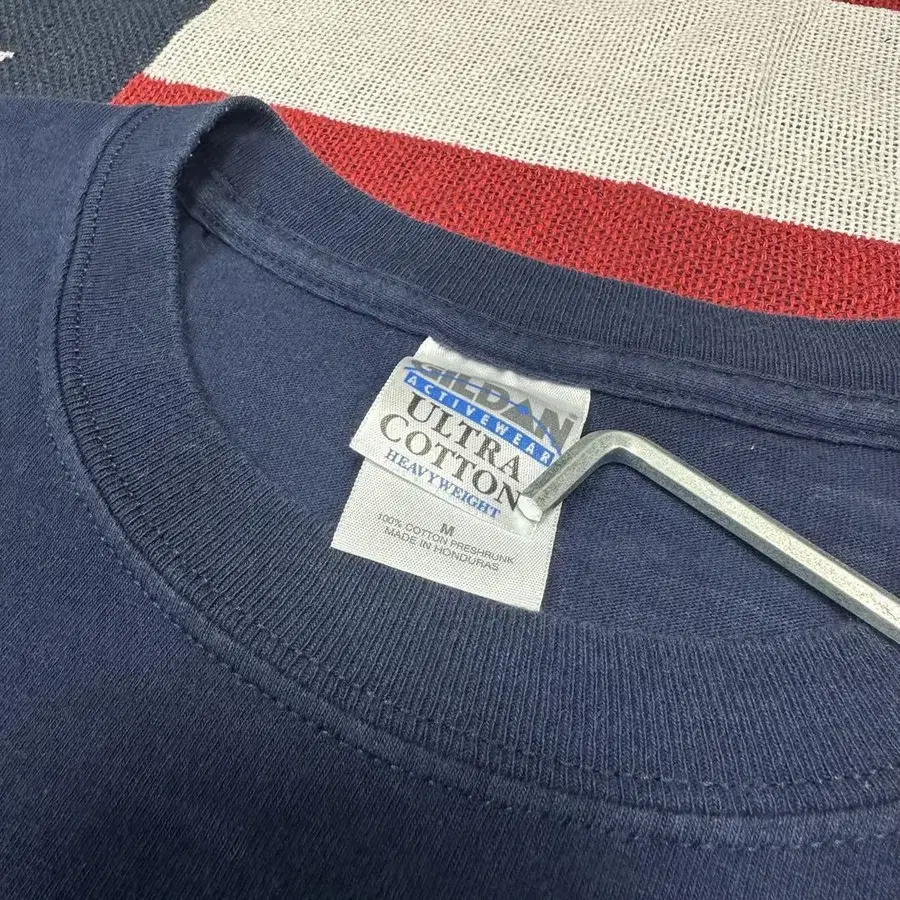 GILDAN
ACTIVEWEAR
ULTRA
COTTON
HEAVYWEIGHT
M
100% COTTON PRESHRUNK
MADE IN HONDURAS